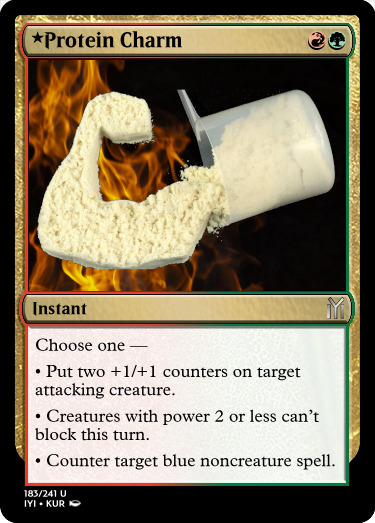 ★Protein Charm
Instant
Choose one —
• Put two +1/+1 counters on target
attacking creature.
• Creatures with power 2 or less can't
block this turn.
• Counter target blue noncreature spell.
183/241 U
IYI • KUR